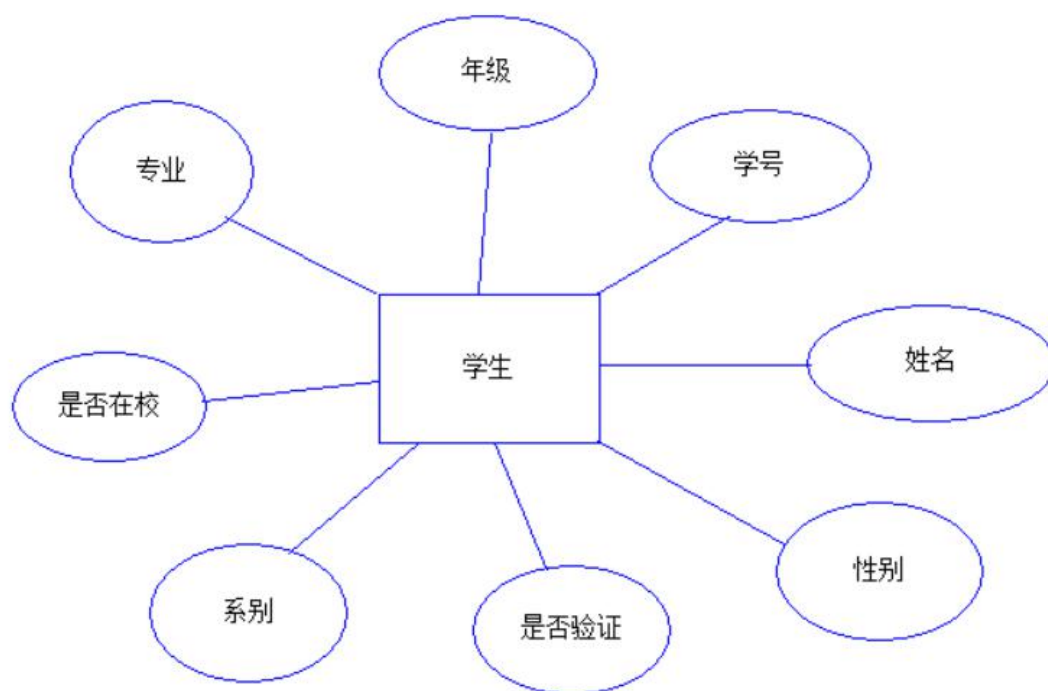 年级
专业
学号
学生
姓名
是否在校
性别
系别
是否验证